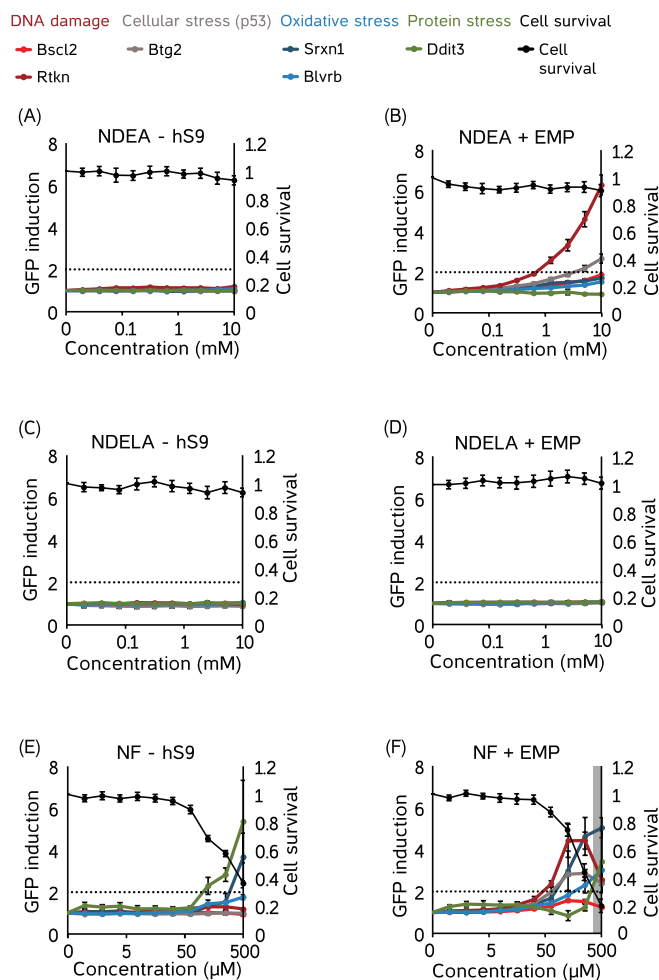 DNA damage Cellular stress (p53) Oxidative stress Protein stress Cell survival
Bscl2 Btg2 Srxn1 Ddit3 Cell
survival
Rtkn Blvrb
(A)
NDEA - hS9
8 1.2
1
6 0.8
4 0.6
0.4
2 0.2
0 0
GFP induction
Cell survival
0 0.1 1 10
Concentration (mM)
(B)
NDEA + EMP
8 1.2
1
6 0.8
4 0.6
0.4
2 0.2
0 0
GFP induction
Cell survival
0 0.1 1 10
Concentration (mM)
(C)
NDELA - hS9
8 1.2
1
6 0.8
4 0.6
0.4
2 0.2
0 0
GFP induction
Cell survival
0 0.1 1 10
Concentration (mM)
(D)
NDELA + EMP
8 1.2
1
6 0.8
4 0.6
0.4
2 0.2
0 0
GFP induction
Cell survival
0 0.1 1 10
Concentration (mM)
(E)
NF - hS9
8 1.2
1
6 0.8
4 0.6
0.4
2 0.2
0 0
GFP induction
Cell survival
0 5 50 500
Concentration (µM)
(F)
NF + EMP
8 1.2
1
6 0.8
4 0.6
0.4
2 0.2
0 0
GFP induction
Cell survival
0 5 50 500
Concentration (µM)